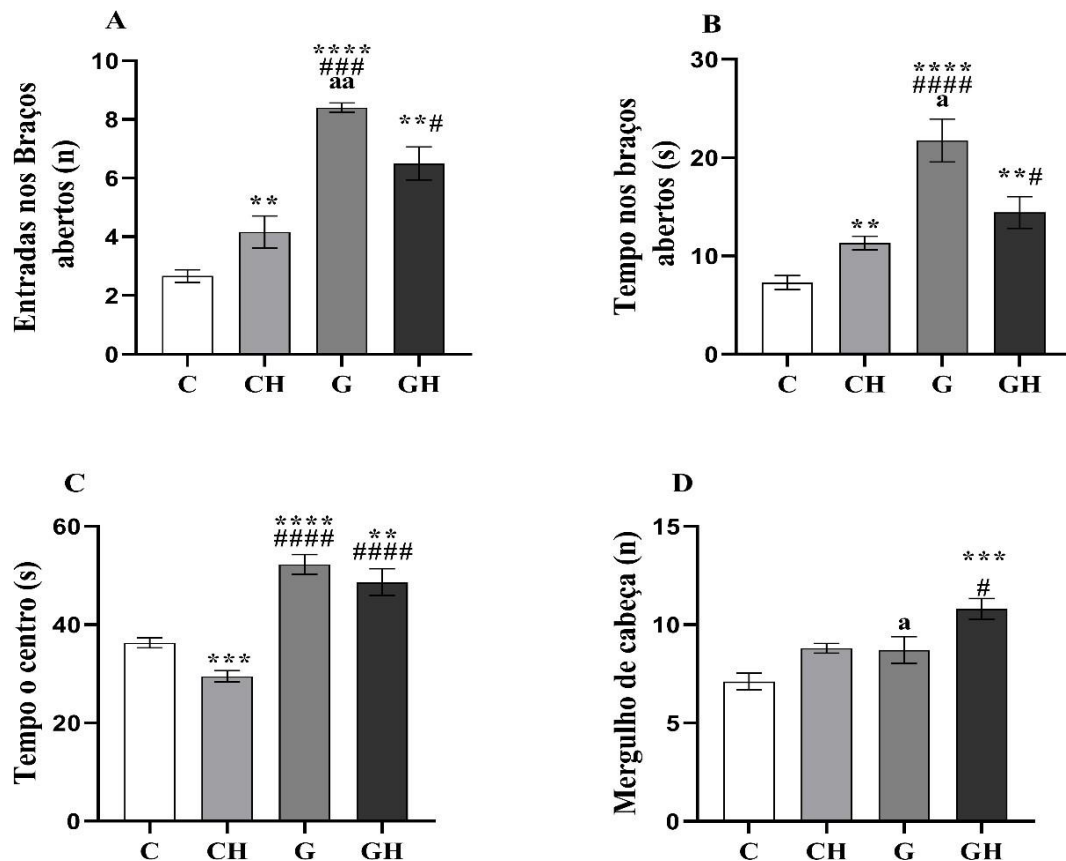 A
Entradas nos Braços
abertos (n)
10
8
6
4
2
0
**
****
###
aa
**#
C CH G GH
B
Tempo nos braços
abertos (s)
30
20
10
0
**
****
####
a
**#
C CH G GH
C
Tempo o centro (s)
60
40
20
0
***
****
####
**
####
C CH G GH
D
Mergulho de cabeça (n)
15
10
5
0
a
***
#
C CH G GH